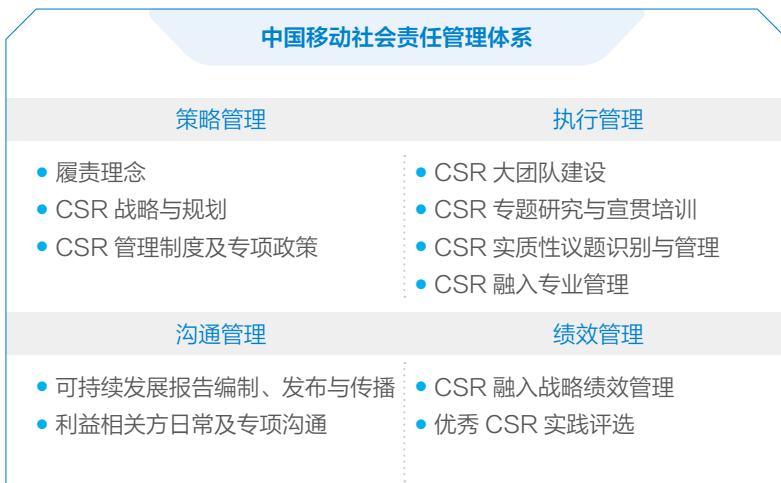 中国移动社会责任管理体系
策略管理
履责理念
CSR 战略与规划
CSR 管理制度及专项政策
执行管理
CSR 大团队建设
CSR 专题研究与宣贯培训
CSR 实质性议题识别与管理
CSR 融入专业管理
沟通管理
可持续发展报告编制、发布与传播
利益相关方日常及专项沟通
绩效管理
CSR 融入战略绩效管理
优秀 CSR 实践评选